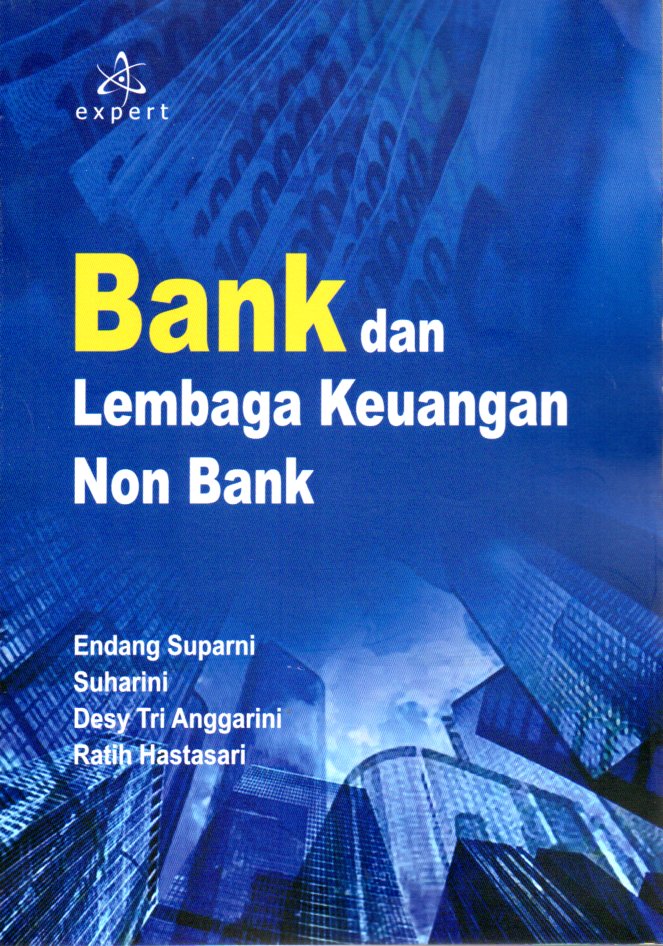 expert
Bank dan
Lembaga Keuangan
Non Bank
Endang Suparni
Suharini
Desy Tri Anggarini
Ratih Hastasari